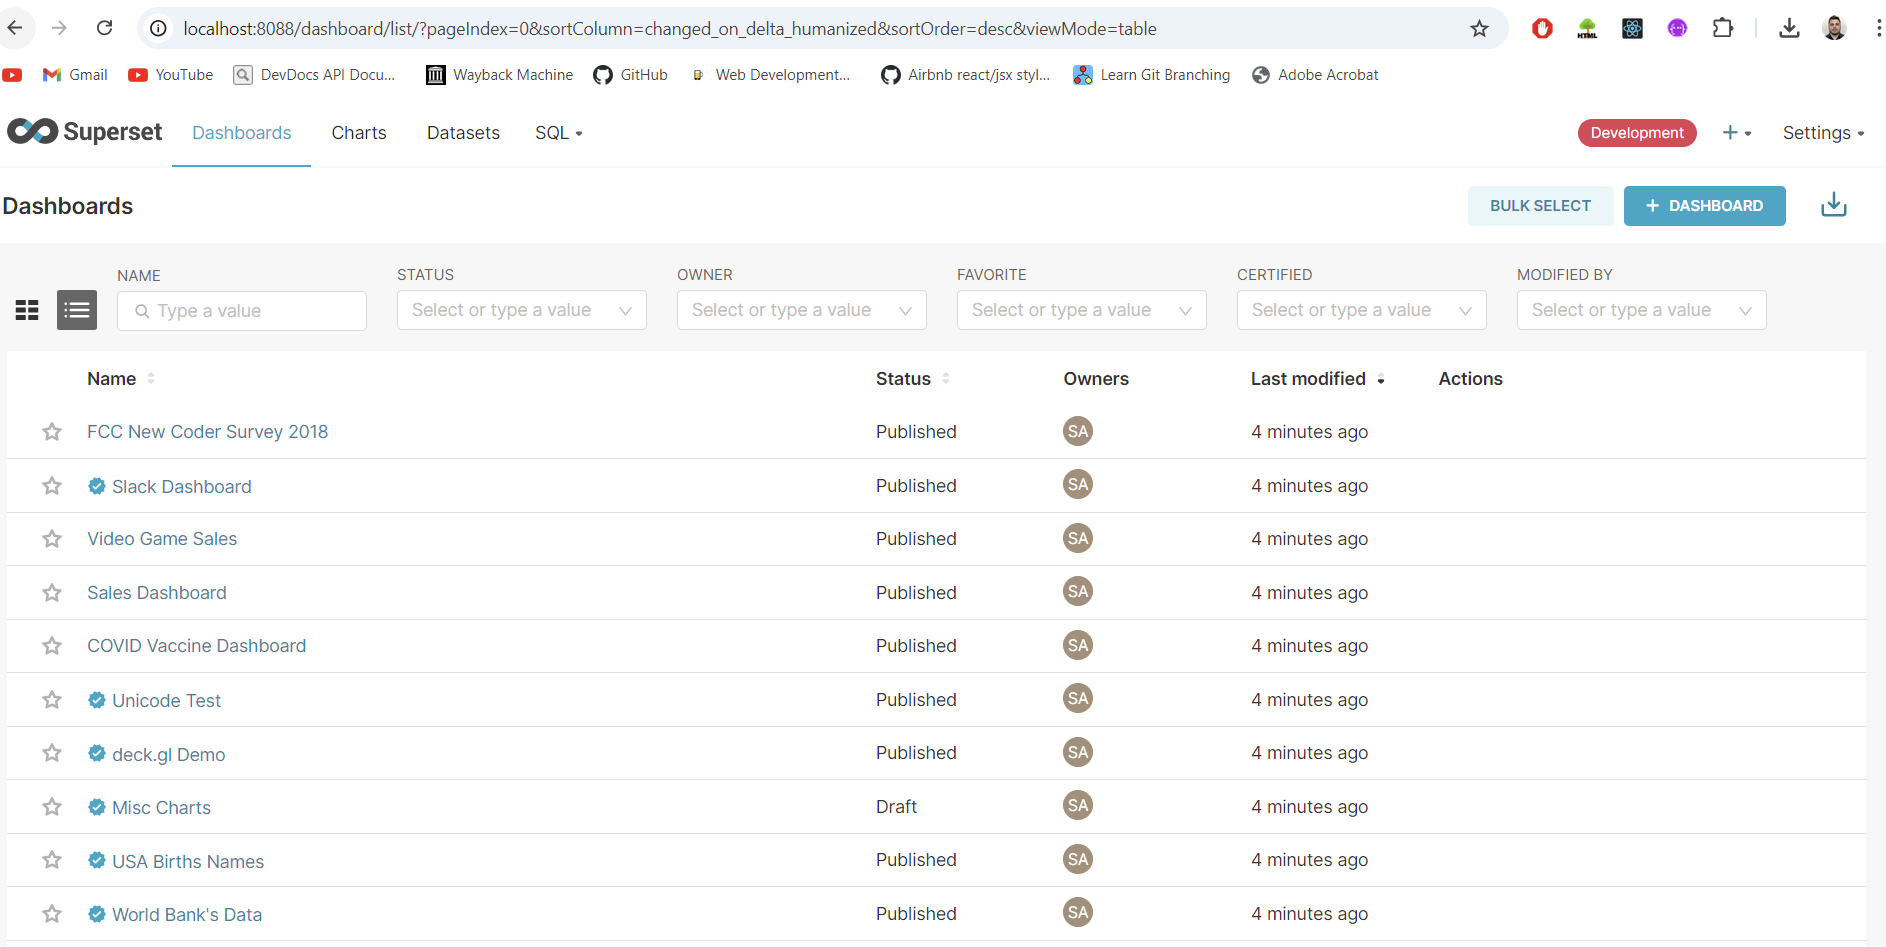 localhost:8088/dashboard/list/?pageIndex=0&sortColumn=changed_on_delta_humanized&sortOrder=desc&viewMode=table
HTML
Gmail YouTube DevDocs API Docu... Wayback Machine GitHub Web Development... Airbnb react/jsx styl... Learn Git Branching Adobe Acrobat
Superset Dashboards Charts Datasets SQL Development + Settings
Dashboards BULK SELECT + DASHBOARD
NAME STATUS OWNER FAVORITE CERTIFIED MODIFIED BY
Type a value Select or type a value Select or type a value Select or type a value Select or type a value Select or type a value
Name Status Owners Last modified Actions
FCC New Coder Survey 2018 Published SA 4 minutes ago
Slack Dashboard Published SA 4 minutes ago
Video Game Sales Published SA 4 minutes ago
Sales Dashboard Published SA 4 minutes ago
COVID Vaccine Dashboard Published SA 4 minutes ago
Unicode Test Published SA 4 minutes ago
deck.gl Demo Published SA 4 minutes ago
Misc Charts Draft SA 4 minutes ago
USA Births Names Published SA 4 minutes ago
World Bank's Data Published SA 4 minutes ago